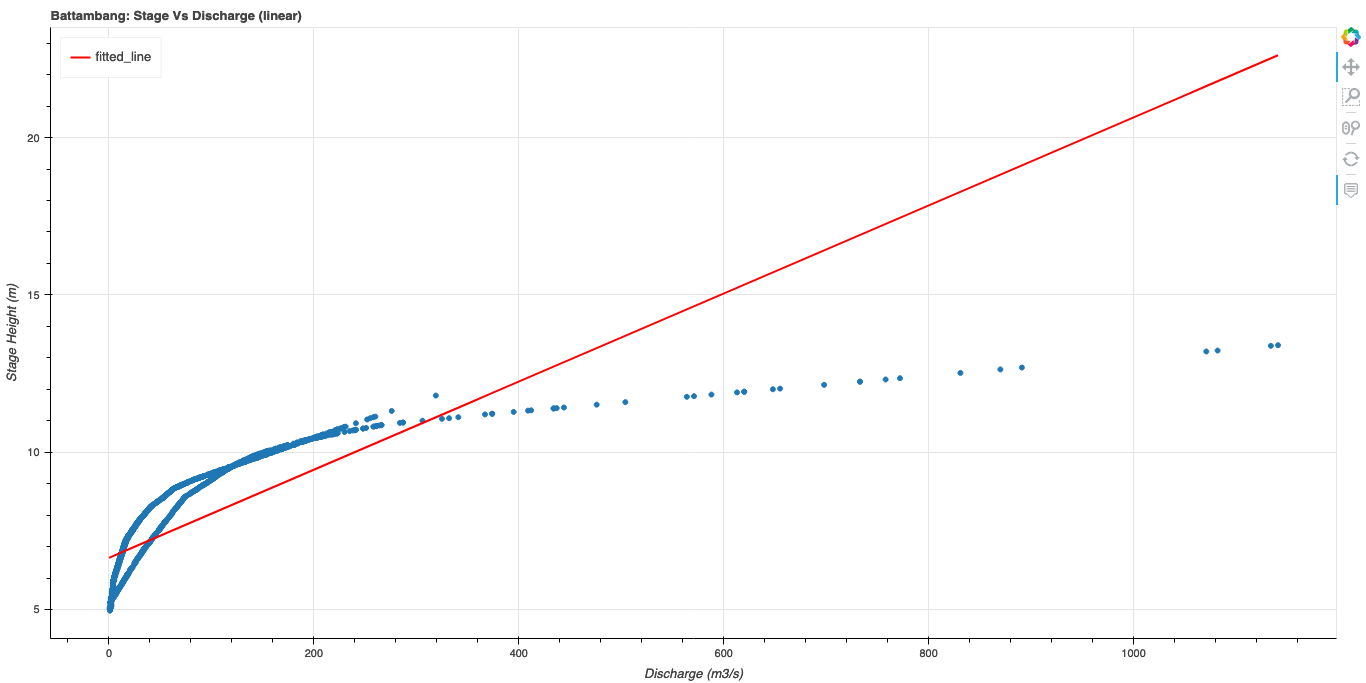 Battambang: Stage Vs Discharge (linear)
fitted_line
20
15
10
5
Stage Height (m)
0 200 400 600 800 1000
Discharge (m3/s)